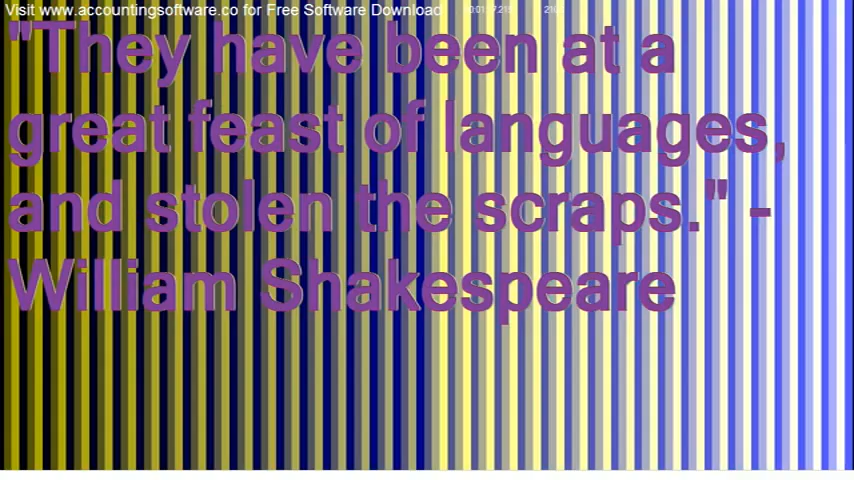 Visit www.accountingsoftware.co for Free Software Download
"They have been at a
great feast of languages,
and stolen the scraps." -
William Shakespeare